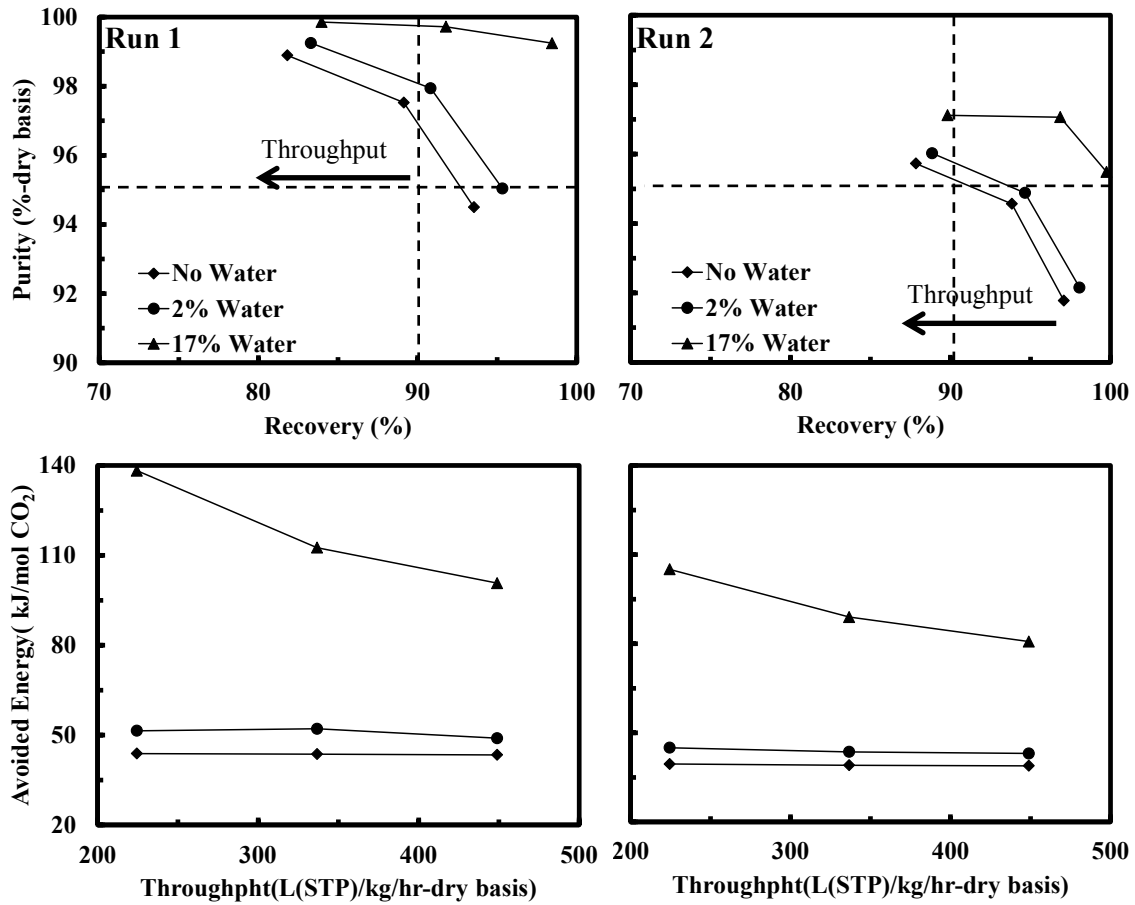 Run 1
Purity (%-dry basis)
100
98
96
94
92
90
Throughput
No Water
2% Water
17% Water
70
80
90
100
Recovery (%)
Run 2
Throughput
No Water
2% Water
17% Water
70
80
90
100
Recovery (%)
Avoided Energy( kJ/mol CO₂)
140
110
80
50
20
200
300
400
500
Throughpht(L(STP)/kg/hr-dry basis)
200
300
400
500
Throughpht(L(STP)/kg/hr-dry basis)